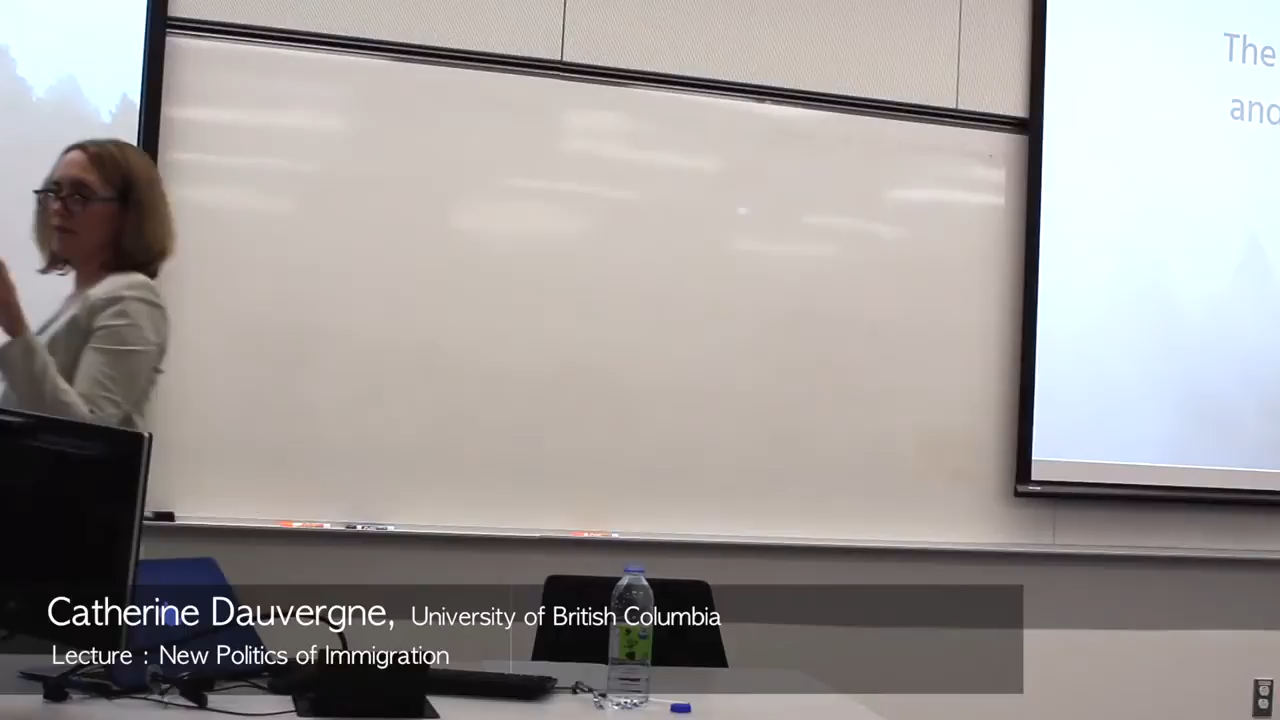 The
and
Catherine Dauvergne, University of British Columbia
Lecture : New Politics of Immigration